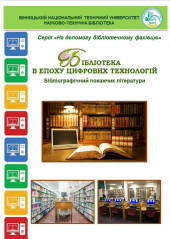 ВІННИЦЬКИЙ НАЦІОНАЛЬНИЙ ТЕХНІЧНИЙ УНІВЕРСИТЕТ
НАУКОВО-ТЕХНІЧНА БІБЛІОТЕКА
Серія «На допомогу бібліотечному фахівцю»
БІБЛІОТЕКА
В ЕПОХУ ЦИФРОВИХ ТЕХНОЛОГІЙ
Бібліографічний покажчик літератури